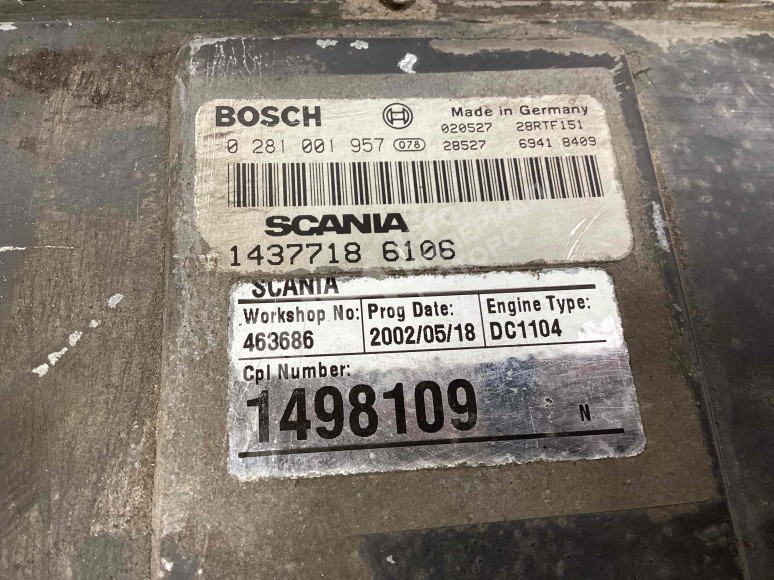 BOSCH Made in Germany
020527 28RTF151
0 281 001 957 078 28527 6941 8409
SCANIA
1437718 6106
SCANIA
Workshop No: Prog Date: Engine Type:
463686 2002/05/18 DC1104
Cpl Number:
1498109 N